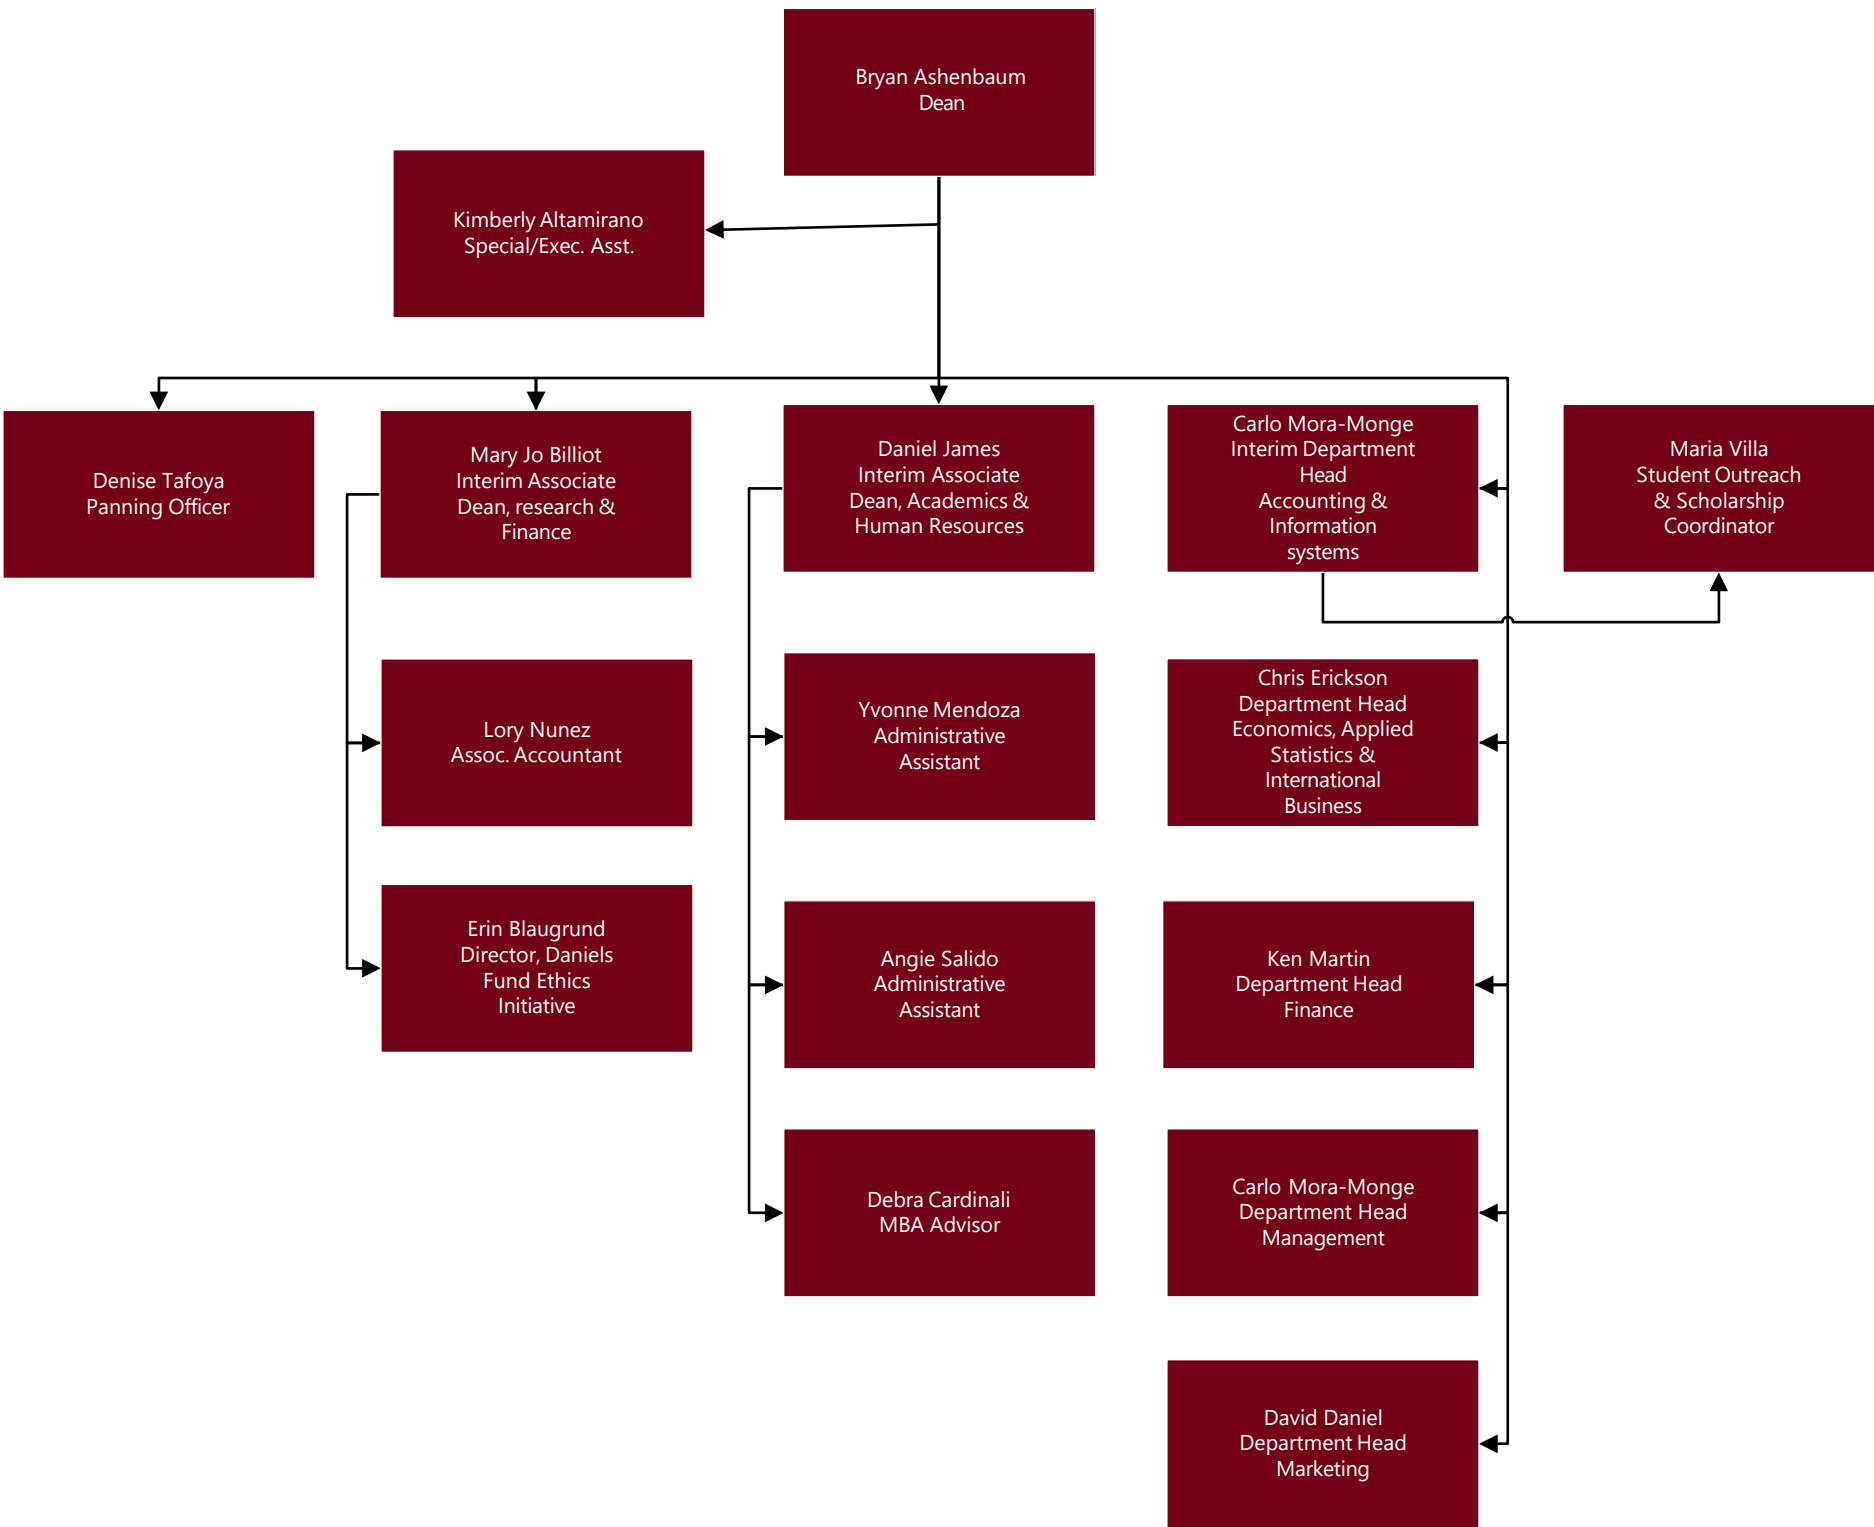 Bryan Ashenbaum
Dean
Kimberly Altamirano
Special/Exec. Asst.
Denise Tafoya
Panning Officer
Mary Jo Billiot
Interim Associate
Dean, research &
Finance
Daniel James
Interim Associate
Dean, Academics &
Human Resources
Carlo Mora-Monge
Interim Department
Head
Accounting &
Information
systems
Maria Villa
Student Outreach
& Scholarship
Coordinator
Lory Nunez
Assoc. Accountant
Yvonne Mendoza
Administrative
Assistant
Chris Erickson
Department Head
Economics, Applied
Statistics &
International
Business
Erin Blaugrund
Director, Daniels
Fund Ethics
Initiative
Angie Salido
Administrative
Assistant
Ken Martin
Department Head
Finance
Debra Cardinali
MBA Advisor
Carlo Mora-Monge
Department Head
Management
David Daniel
Department Head
Marketing